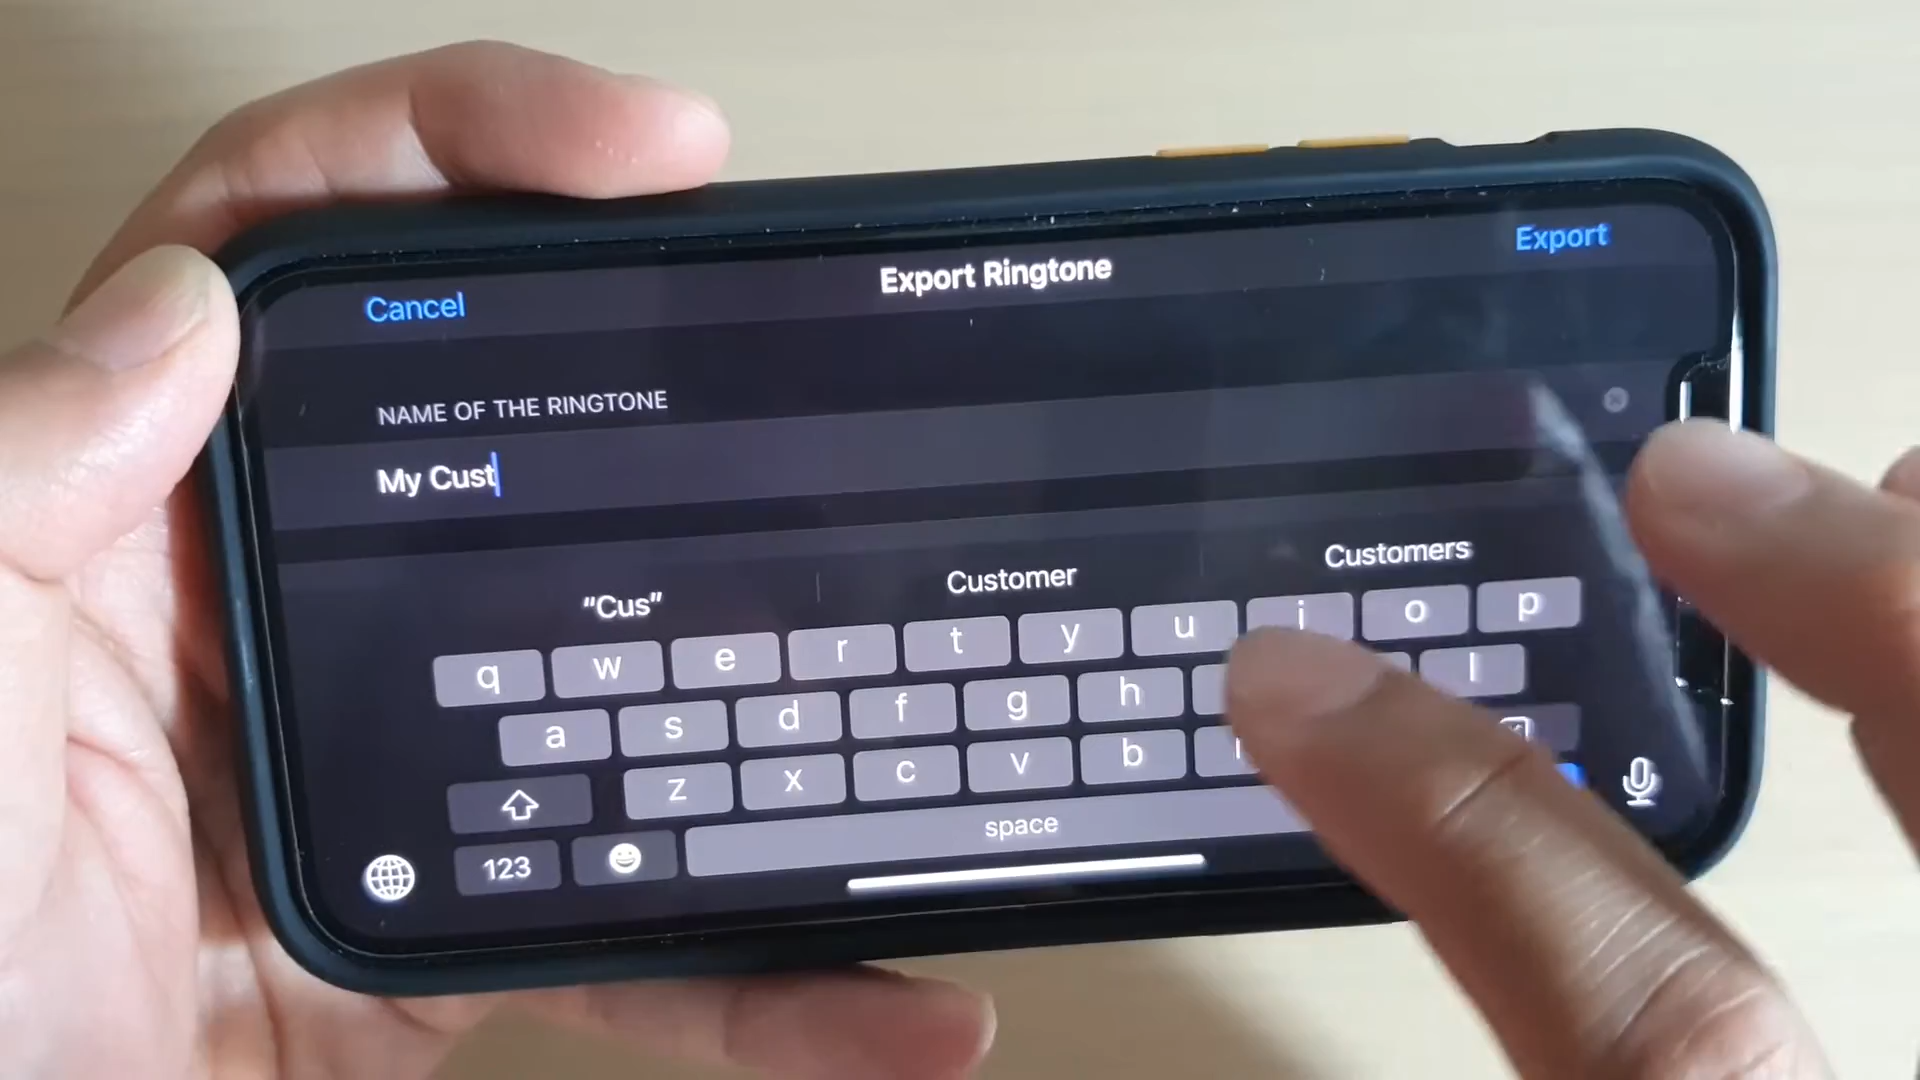 Cancel
Export Ringtone
Export
NAME OF THE RINGTONE
My Cust
“Cus”
Customer
Customers
q w e r t y u i o p
a s d f g h l
z x c v b
123
space